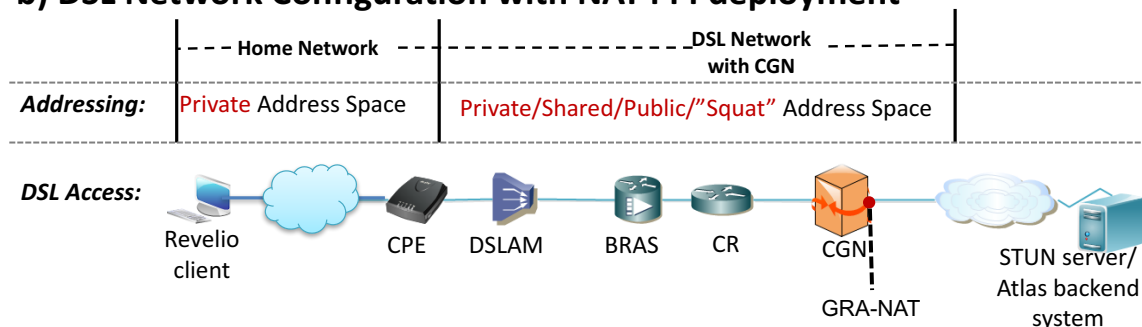 b) DSL Network Configuration with NAT444 deployment
Home Network
DSL Network
with CGN
Addressing:
Private Address Space
Private/Shared/Public/”Squat” Address Space
DSL Access:
Revelio
client
CPE
DSLAM
BRAS
CR
CGN
GRA-NAT
STUN server/
Atlas backend
system